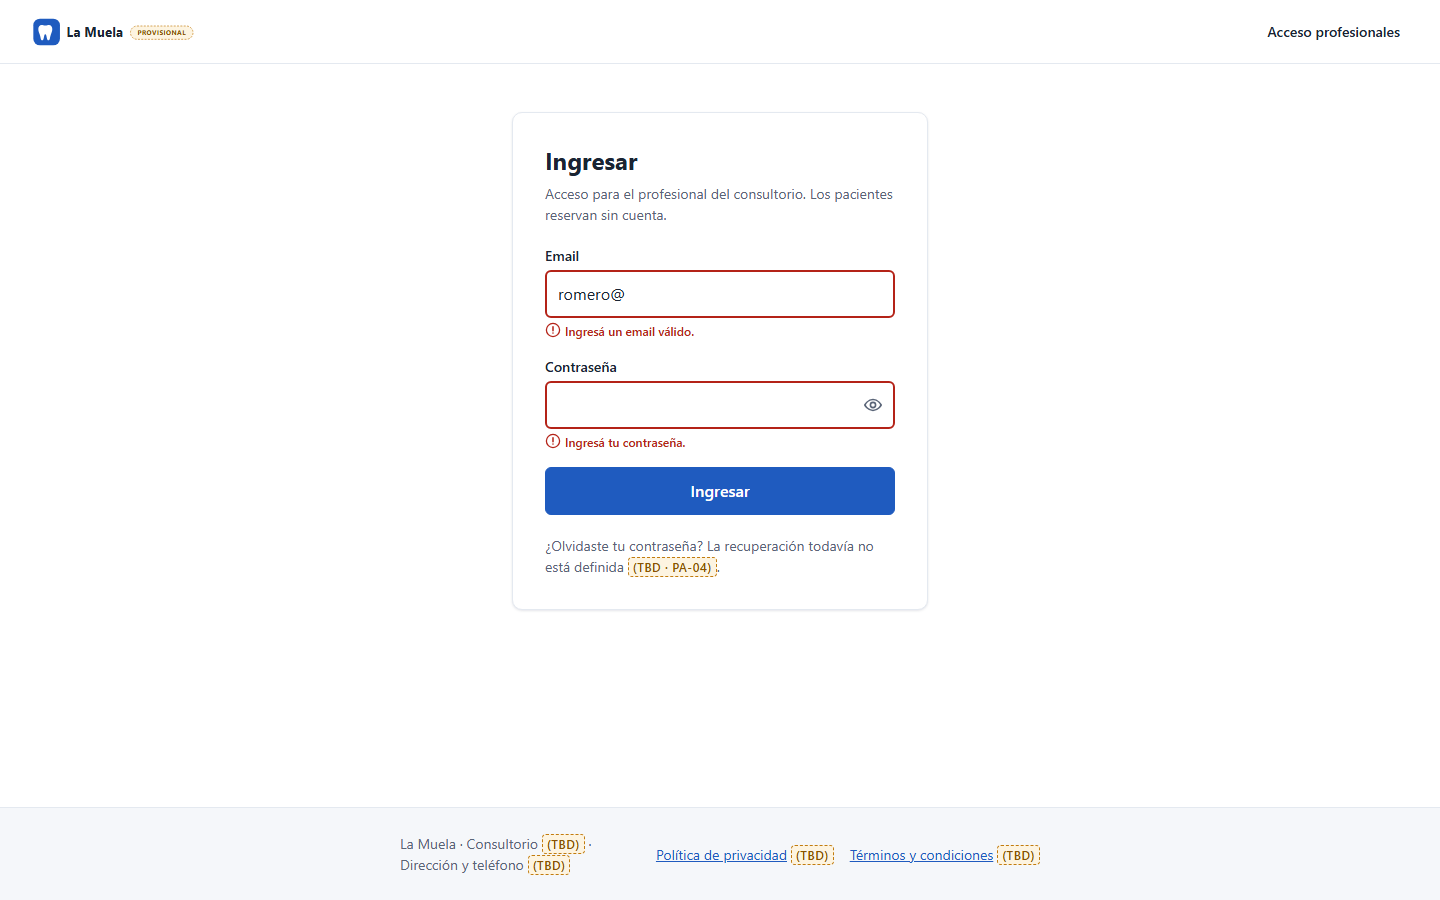 La Muela PROVISIONAL
Acceso profesionales
Ingresar
Acceso para el profesional del consultorio. Los pacientes
reservan sin cuenta.
Email
romero@
Ingresá un email válido.
Contraseña
Ingresá tu contraseña.
Ingresar
¿Olvidaste tu contraseña? La recuperación todavía no
está definida (TBD · PA-04).
La Muela · Consultorio (TBD) ·
Dirección y teléfono (TBD)
Política de privacidad (TBD) Términos y condiciones (TBD)